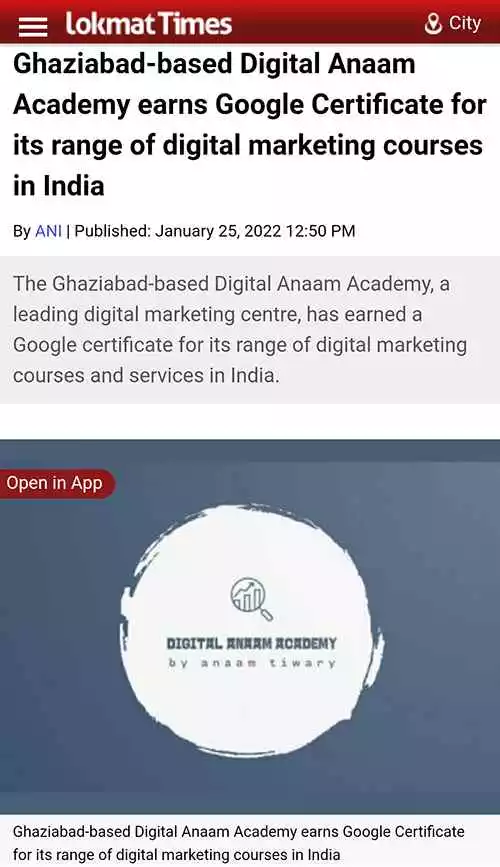 lokmat Times
City
Ghaziabad-based Digital Anaam
Academy earns Google Certificate for
its range of digital marketing courses
in India
By ANI | Published: January 25, 2022 12:50 PM
The Ghaziabad-based Digital Anaam Academy, a
leading digital marketing centre, has earned a
Google certificate for its range of digital marketing
courses and services in India.
Open in App
DIGITAL ANAAM ACADEMY
by anaam tiwary
Ghaziabad-based Digital Anaam Academy earns Google Certificate
for its range of digital marketing courses in India